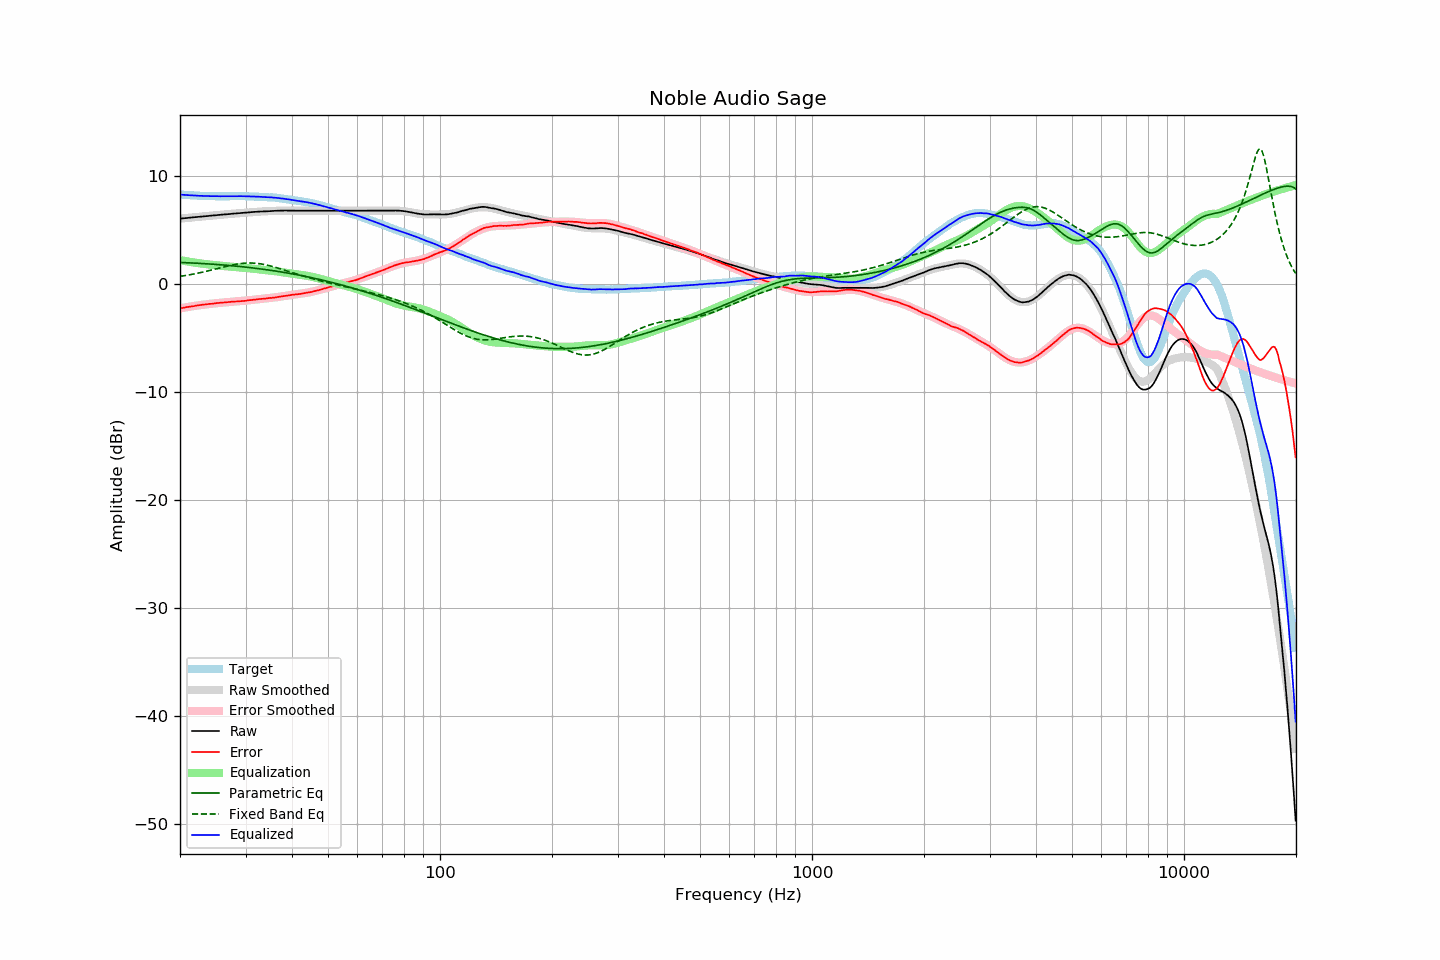 Noble Audio Sage
10
0
−10
−20
−30
−40
−50
Amplitude (dBr)
Target
Raw Smoothed
Error Smoothed
Raw
Error
Equalization
Parametric Eq
Fixed Band Eq
Equalized
100
1000
10000
Frequency (Hz)